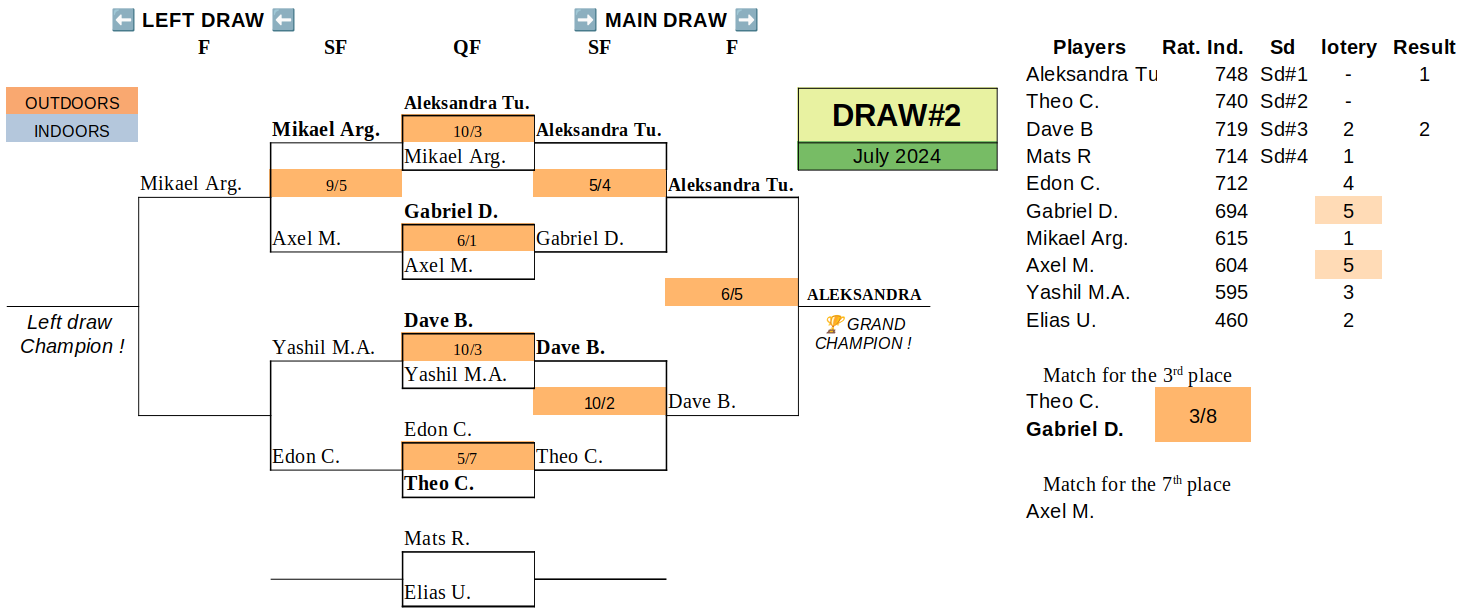 ⬅ LEFT DRAW ⬅ ➡ MAIN DRAW ➡
F SF QF SF F
OUTDOORS
INDOORS
Aleksandra Tu.
Mikael Arg. 10/3 Aleksandra Tu.
Mikael Arg.
Mikael Arg. 9/5 5/4 Aleksandra Tu.
Gabriel D.
Axel M. 6/1 Gabriel D.
Axel M.
6/5 ALEKSANDRA
Left draw
Champion !
🏆 GRAND
CHAMPION !
Dave B.
Yashil M.A. 10/3 Dave B.
Yashil M.A.
10/2 Dave B.
Edon C.
Edon C. 5/7 Theo C.
Theo C.
Mats R.
Elias U.
DRAW#2
July 2024
Players Rat. Ind. Sd lotery Result
Aleksandra Tu 748 Sd#1 - 1
Theo C. 740 Sd#2 -
Dave B 719 Sd#3 2 2
Mats R 714 Sd#4 1
Edon C. 712 4
Gabriel D. 694 5
Mikael Arg. 615 1
Axel M. 604 5
Yashil M.A. 595 3
Elias U. 460 2
Match for the 3rd place
Theo C.
Gabriel D. 3/8
Match for the 7th place
Axel M.